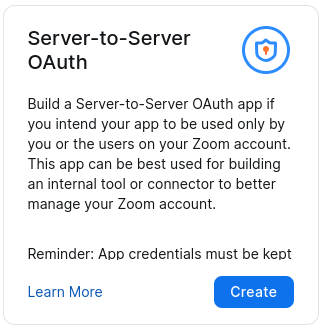 Server-to-Server
OAuth
Build a Server-to-Server OAuth app if
you intend your app to be used only by
you or the users on your Zoom account.
This app can be best used for building
an internal tool or connector to better
manage your Zoom account.
Reminder: App credentials must be kept
Learn More
Create